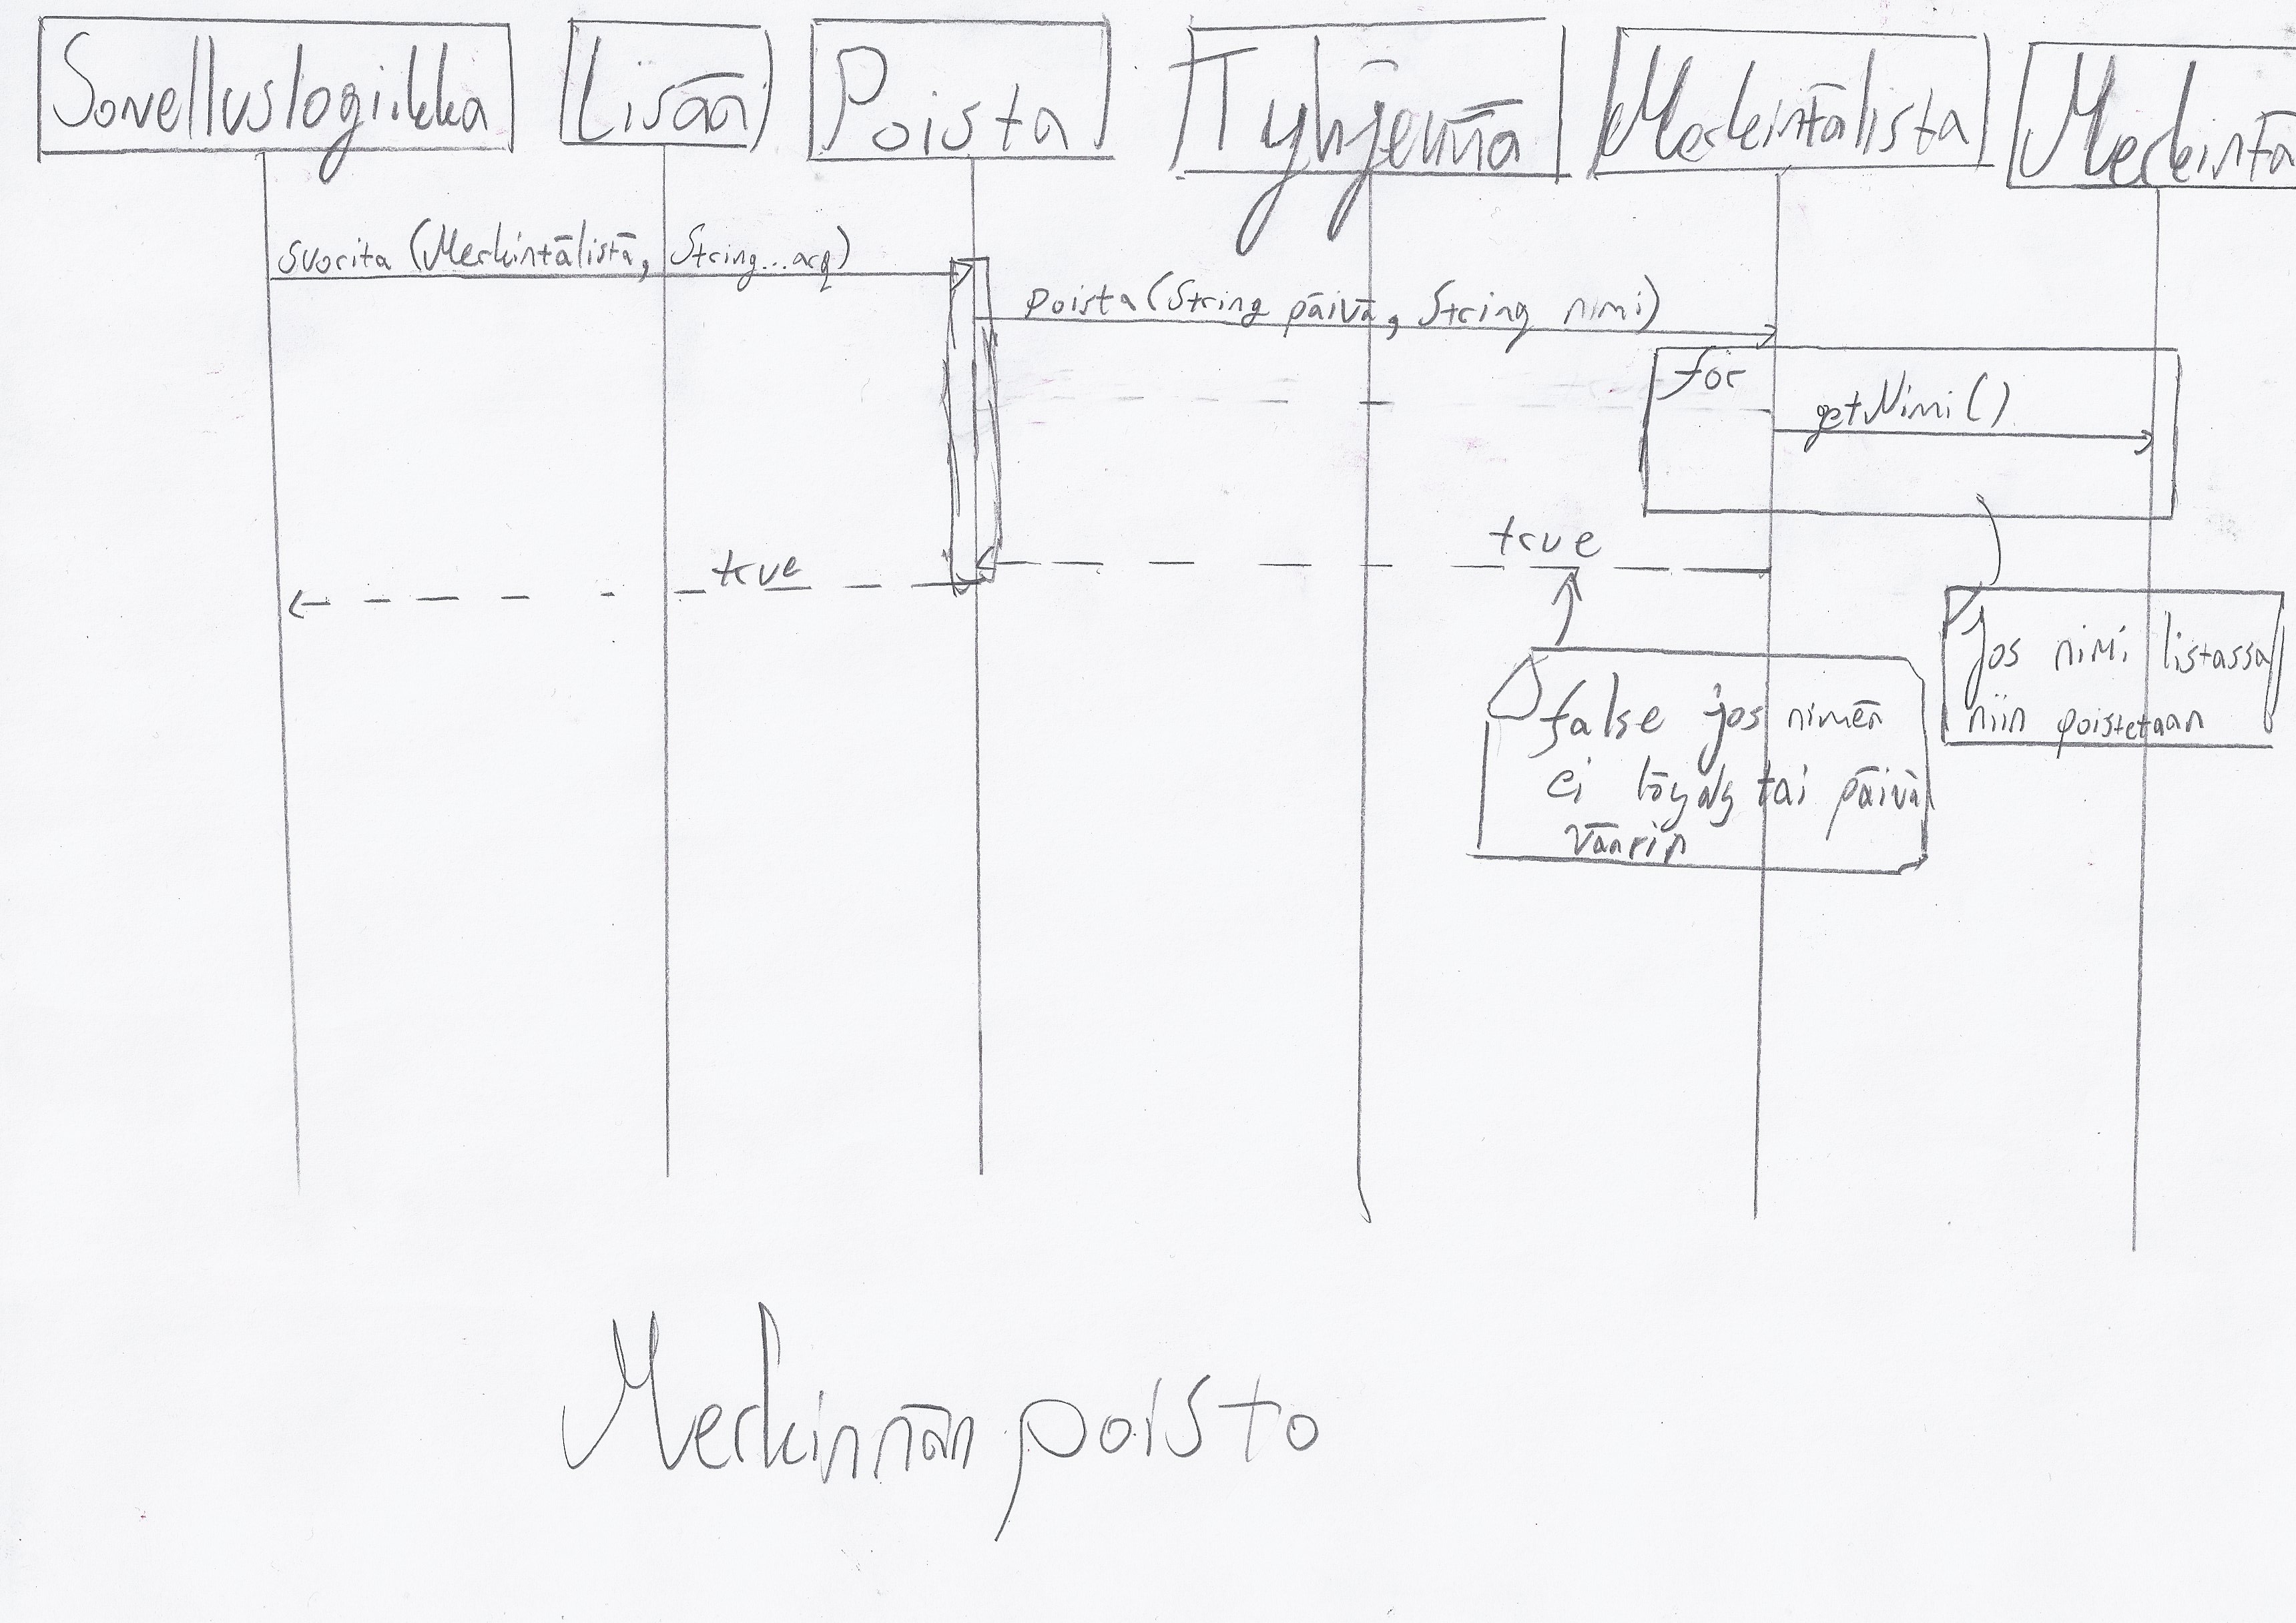 Sovelluslogiikka
Lisää
Poista
Tyhjennä
Merkintälista
Merkintä
suorita (Merkintälista, String...arg)
poista(String päivä, String nimi)
for
getNimi()
true
true
Jos nimi listassa
niin poistetaan
false jos nimeä
ei löydy tai päivä
väärin
Merkinnän poisto